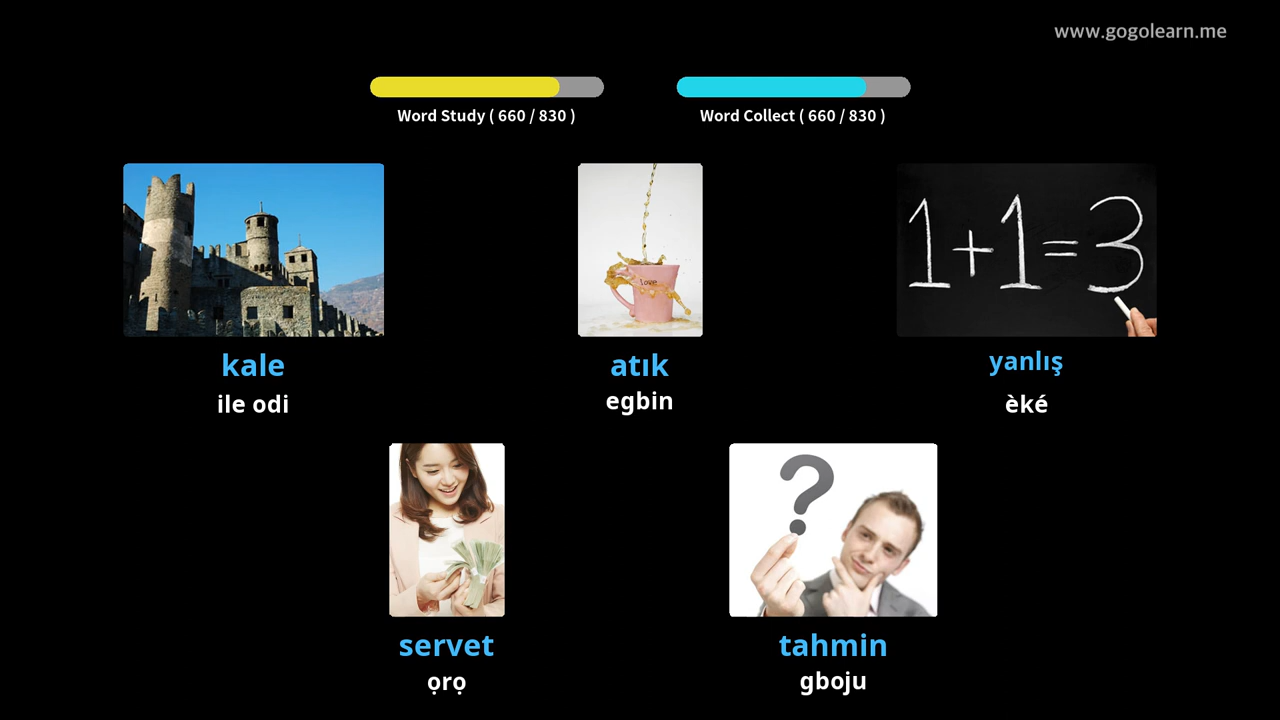 www.gogolearn.me
Word Study ( 660 / 830 )
Word Collect ( 660 / 830 )
love
1+1=3
kale
atık
yanlış
ile odi
egbin
èké
?
servet
tahmin
ọrọ
gboju